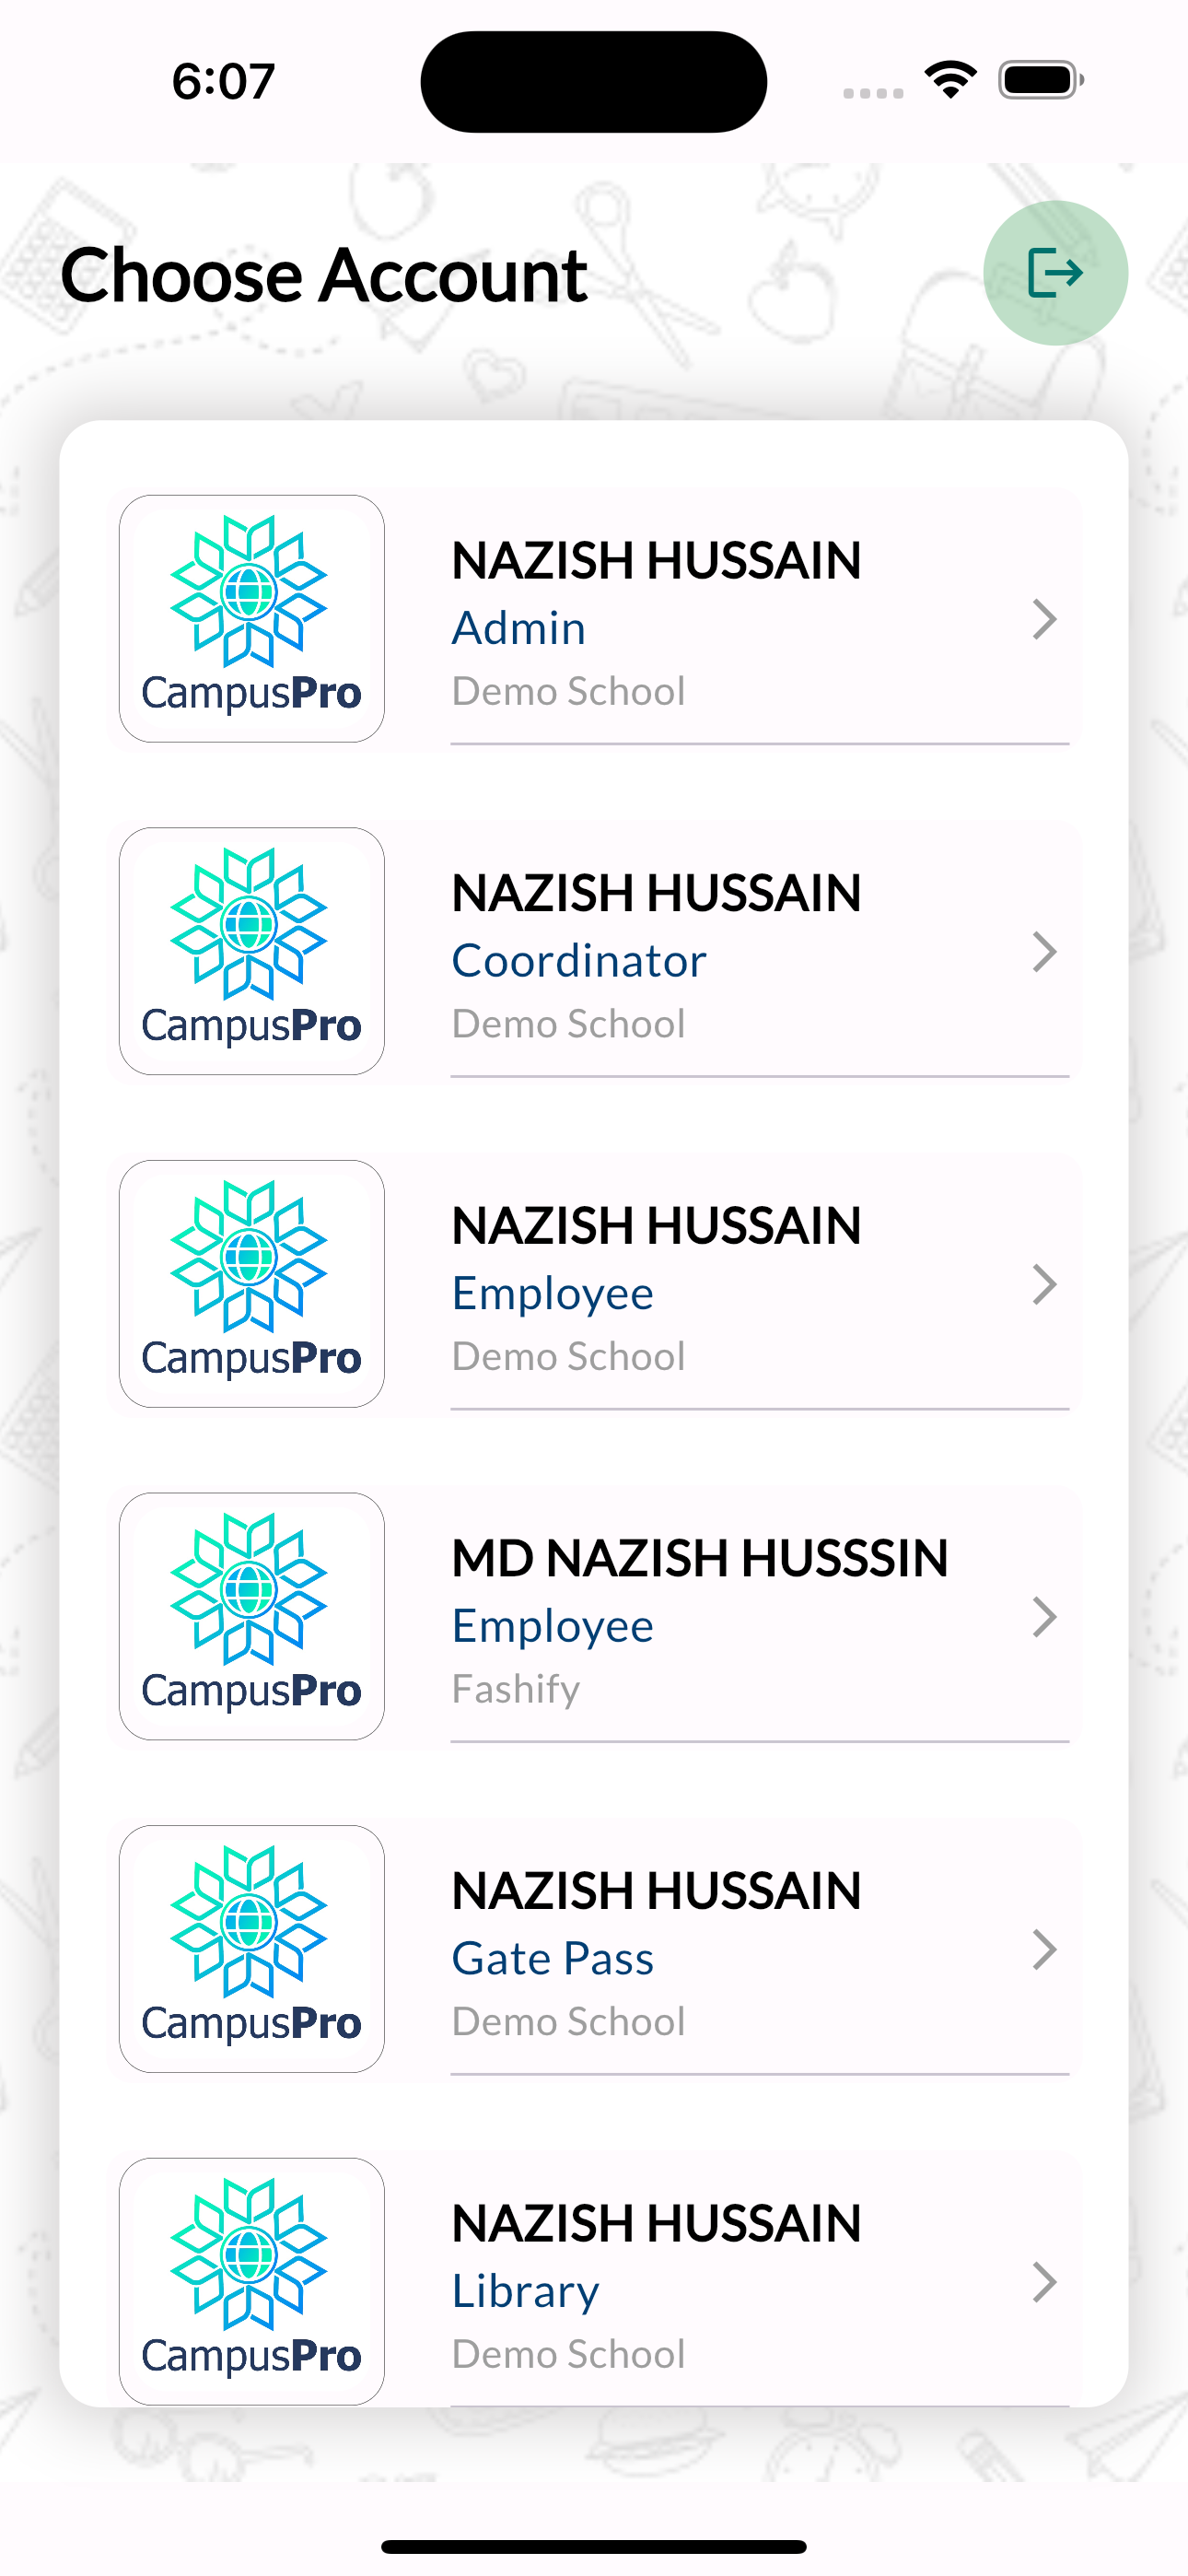 6:07
Choose Account
CampusPro
NAZISH HUSSAIN
Admin
Demo School
CampusPro
NAZISH HUSSAIN
Coordinator
Demo School
CampusPro
NAZISH HUSSAIN
Employee
Demo School
CampusPro
MD NAZISH HUSSSIN
Employee
Fashify
CampusPro
NAZISH HUSSAIN
Gate Pass
Demo School
CampusPro
NAZISH HUSSAIN
Library
Demo School